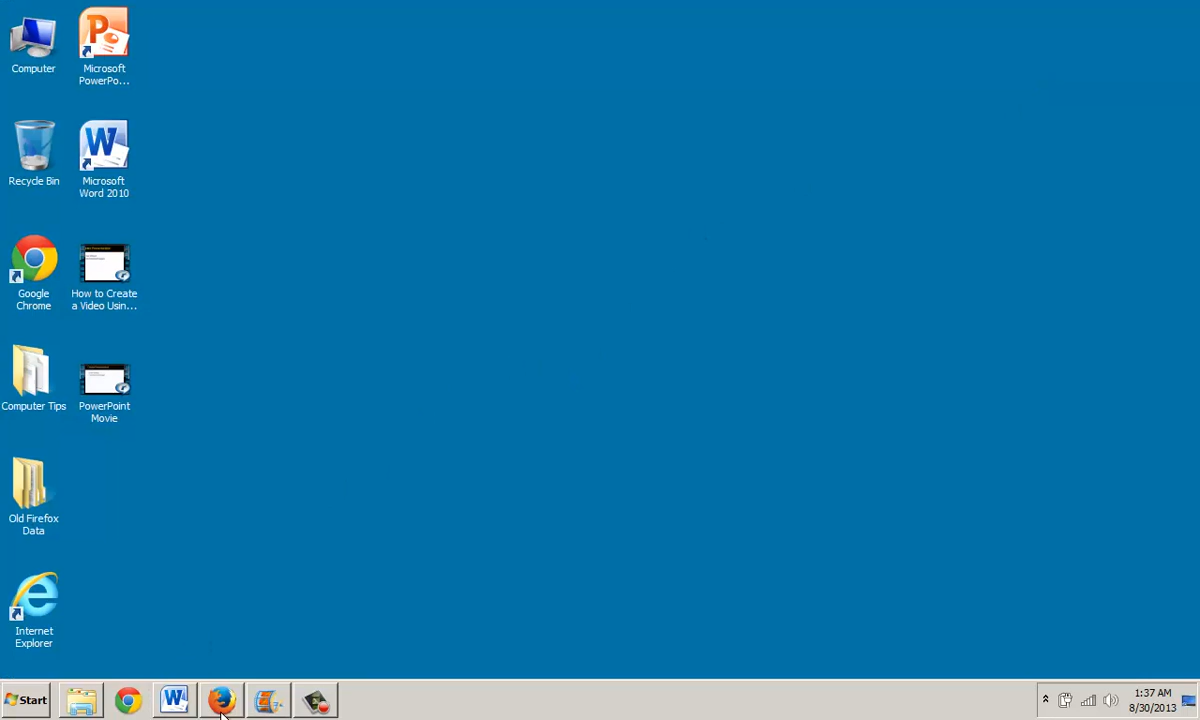 Computer
Microsoft
PowerPo...
Recycle Bin
Microsoft
Word 2010
Google
Chrome
How to Create
a Video Usin...
Computer Tips
PowerPoint
Movie
Old Firefox
Data
Internet
Explorer
Start
1:37 AM
8/30/2013